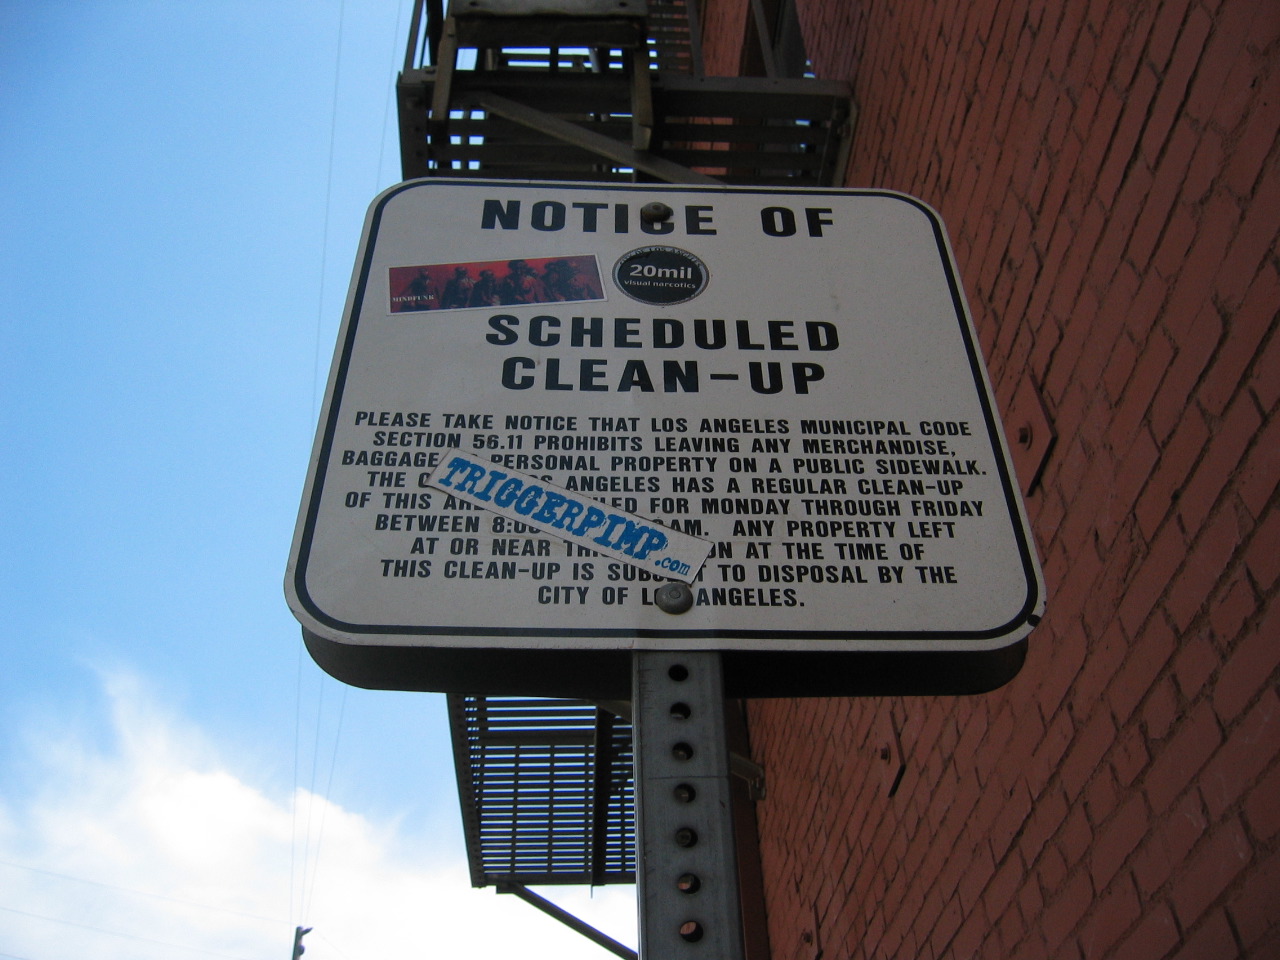 NOTICE OF
MINDFUNK
20mil
visual narcotics
SCHEDULED
CLEAN-UP
PLEASE TAKE NOTICE THAT LOS ANGELES MUNICIPAL CODE
SECTION 56.11 PROHIBITS LEAVING ANY MERCHANDISE,
BAGGAGE PERSONAL PROPERTY ON A PUBLIC SIDEWALK.
THE ANGELES HAS A REGULAR CLEAN-UP
OF THIS FOR MONDAY THROUGH FRIDAY
BETWEEN AM. ANY PROPERTY LEFT
AT OR NEAR AT THE TIME OF
THIS CLEAN-UP IS TO DISPOSAL BY THE
CITY OF LOS ANGELES.
TRIGGERPIMP.com